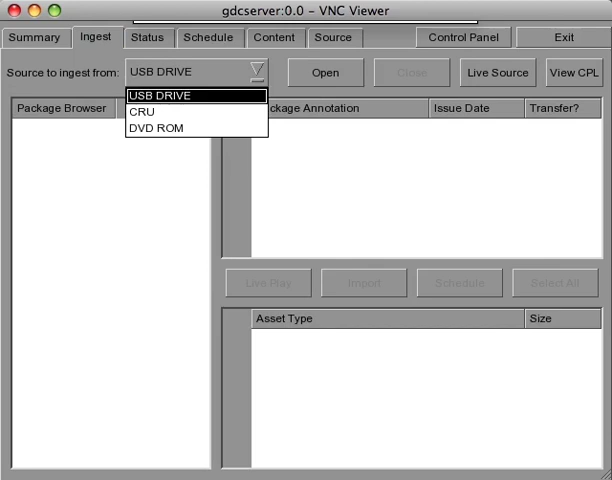 gdcserver:0.0 – VNC Viewer
Summary Ingest Status Schedule Content Source Control Panel Exit
Source to ingest from: USB DRIVE Open Close Live Source View CPL
USB DRIVE
CRU
DVD ROM
Package Browser ckage Annotation Issue Date Transfer?
Live Play Import Schedule Select All
Asset Type Size